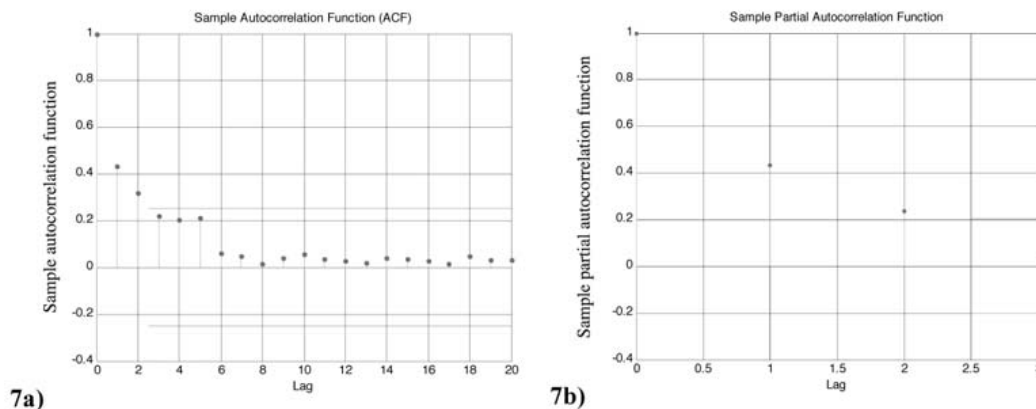 Sample Autocorrelation Function (ACF)
Sample autocorrelation function
1
0.8
0.6
0.4
0.2
0
-0.2
-0.4
0 2 4 6 8 10 12 14 16 18 20
Lag
7a)
Sample Partial Autocorrelation Function
Sample partial autocorrelation function
1
0.8
0.6
0.4
0.2
0
-0.2
-0.4
0 0.5 1 1.5 2 2.5
Lag
7b)